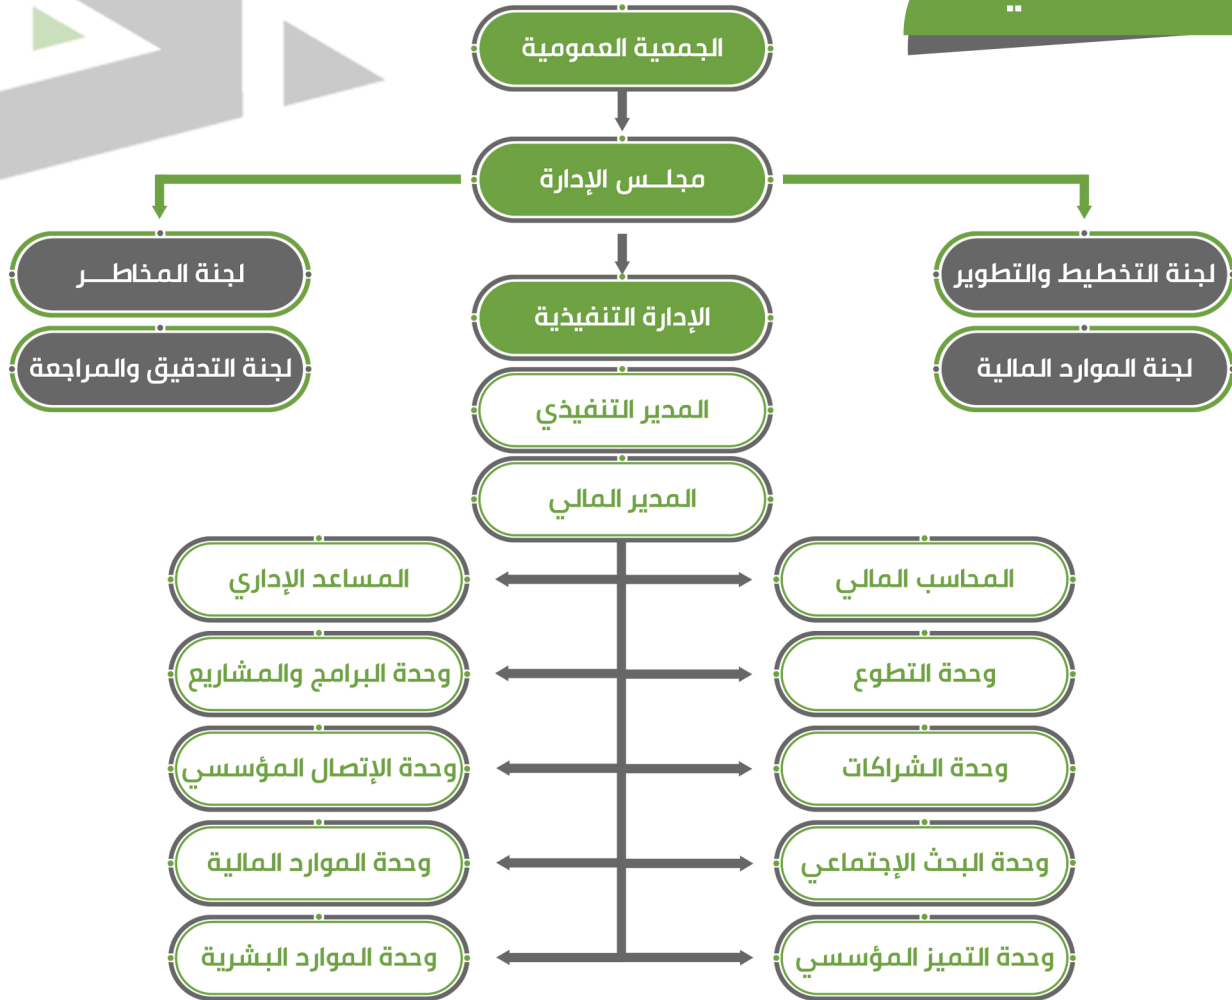 الجمعية العمومية
مجلــس الإدارة
لجنة التخطيط والتطوير
لجنة المخاطــر
الإدارة التنفيذية
لجنة الموارد المالية
لجنة التدقيق والمراجعة
المدير التنفيذي
المدير المالي
المحاسب المالي
المساعد الإداري
وحدة التطوع
وحدة البرامج والمشاريع
وحدة الشراكات
وحدة الإتصال المؤسسي
وحدة البحث الإجتماعي
وحدة الموارد المالية
وحدة التميز المؤسسي
وحدة الموارد البشرية